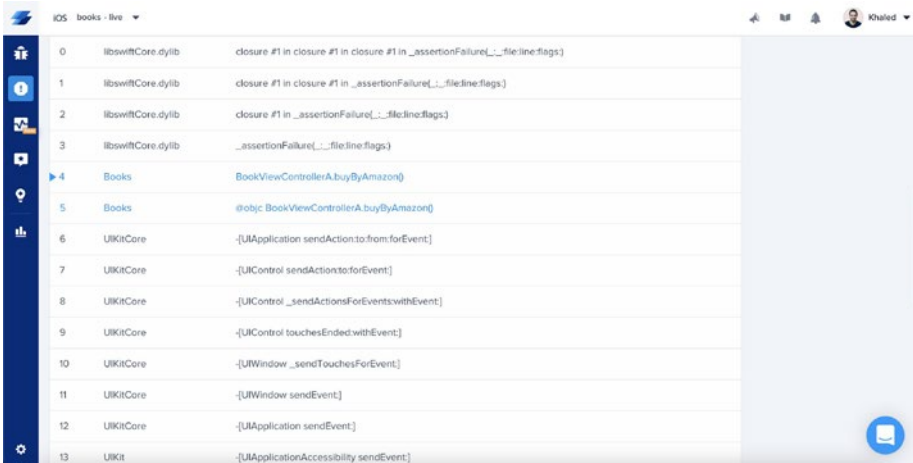 iOS books - live Khaled
0 libswiftCore.dylib closure #1 in closure #1 in closure #1 in _assertionFailure(_:_:file:line:flags:)
1 libswiftCore.dylib closure #1 in closure #1 in _assertionFailure(_:_:file:line:flags:)
2 libswiftCore.dylib closure #1 in _assertionFailure(_:_:file:line:flags:)
3 libswiftCore.dylib _assertionFailure(_:_:file:line:flags:)
4 Books BookViewControllerA.buyByAmazon()
5 Books @objc BookViewControllerA.buyByAmazon()
6 UIKitCore -[UIApplication sendAction:to:from:forEvent:]
7 UIKitCore -[UIControl sendAction:to:forEvent:]
8 UIKitCore -[UIControl _sendActionsForEvents:withEvent:]
9 UIKitCore -[UIControl touchesEnded:withEvent:]
10 UIKitCore -[UIWindow _sendTouchesForEvent:]
11 UIKitCore -[UIWindow sendEvent:]
12 UIKitCore -[UIApplication sendEvent:]
13 UIKit -[UIApplicationAccessibility sendEvent:]